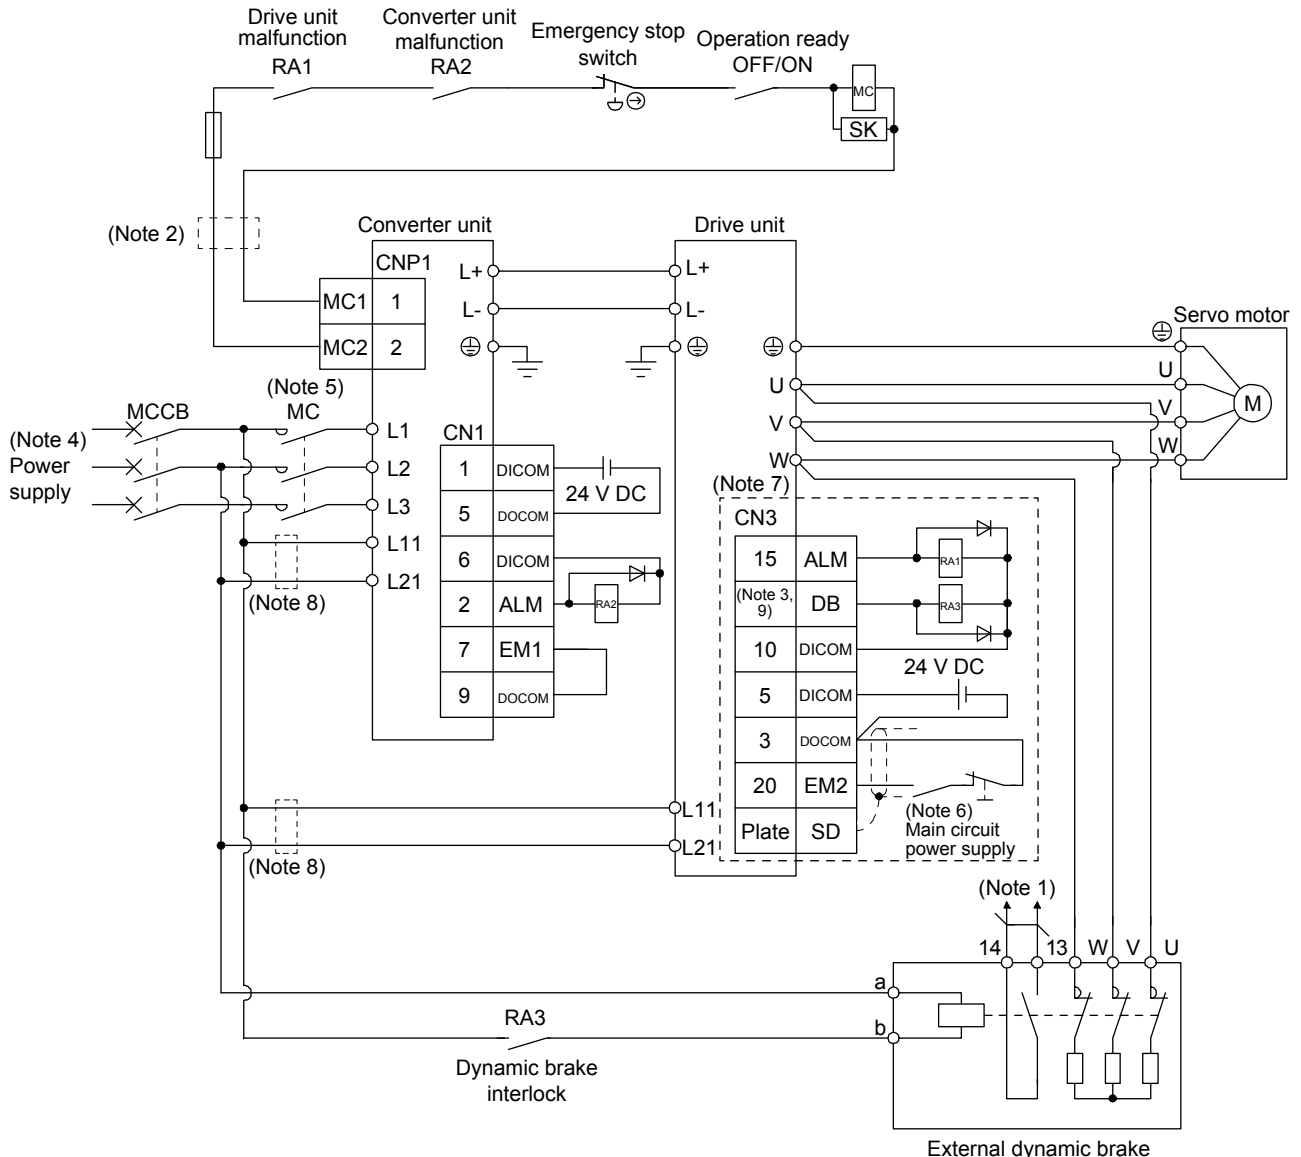 Drive unit
malfunction
RA1
Converter unit
malfunction
RA2
Emergency stop
switch
Operation ready
OFF/ON
MC
SK
(Note 2)
Converter unit
Drive unit
CNP1
MC1 1
MC2 2
L+
L-
L+
L-
Servo motor
U
V
W
M
U
V
W
(Note 5)
MC
MCCB
(Note 4)
Power
supply
L1
L2
L3
L11
L21
(Note 8)
CN1
1 DICOM
5 DOCOM
6 DICOM
2 ALM
7 EM1
9 DOCOM
24 V DC
RA2
(Note 7)
CN3
15 ALM
(Note 3,
9) DB
10 DICOM
5 DICOM
3 DOCOM
20 EM2
Plate SD
RA1
RA3
24 V DC
(Note 6)
Main circuit
power supply
L11
L21
(Note 8)
(Note 1)
14 13 W V U
a
b
RA3
Dynamic brake
interlock
External dynamic brake